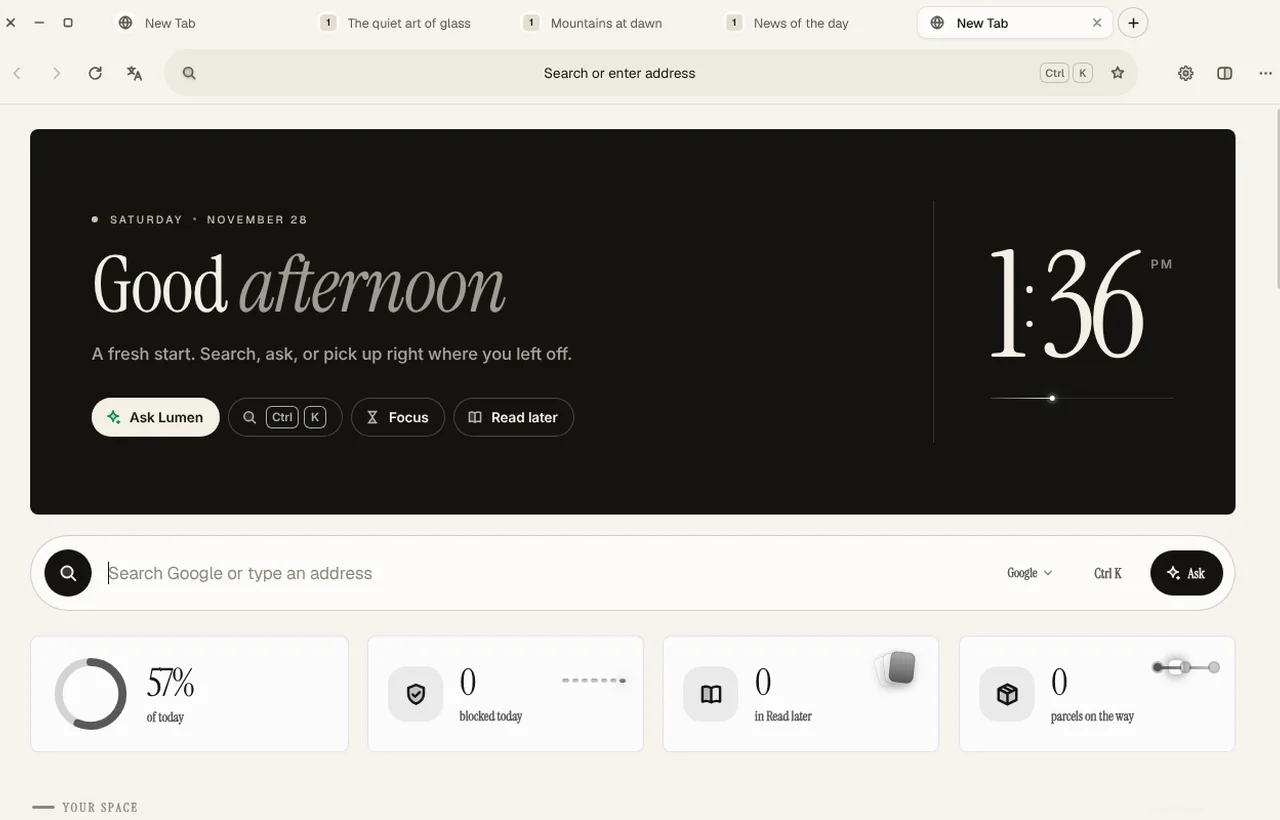 New Tab
1 The quiet art of glass
1 Mountains at dawn
1 News of the day
New Tab
Search or enter address
Ctrl K
SATURDAY • NOVEMBER 28
Good afternoon
A fresh start. Search, ask, or pick up right where you left off.
Ask Lumen
Ctrl K
Focus
Read later
1:36 PM
Search Google or type an address
Google
Ctrl K
Ask
57%
of today
0
blocked today
0
in Read later
0
parcels on the way
YOUR SPACE